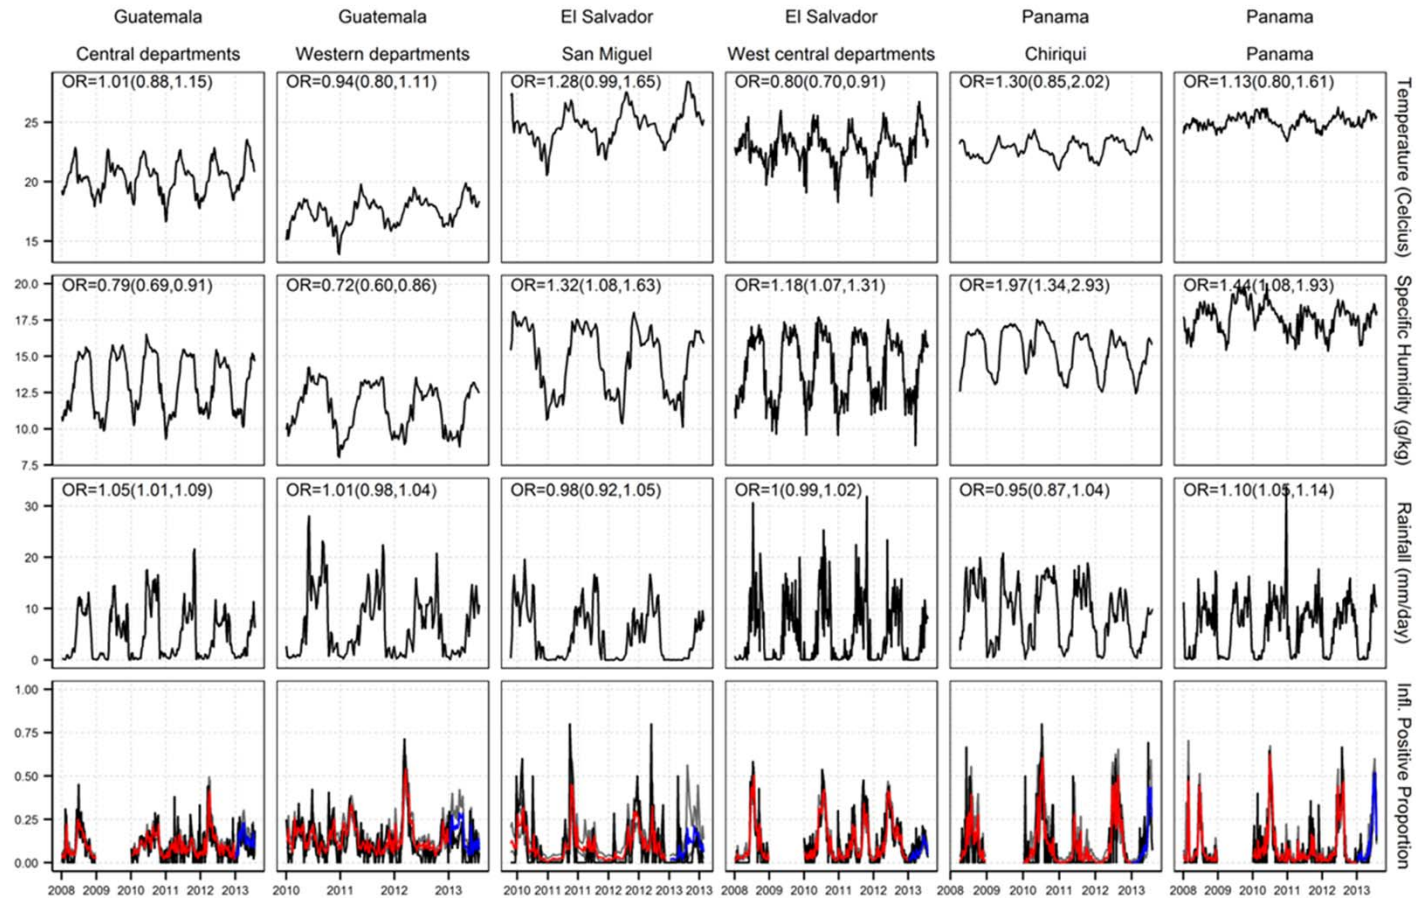 Guatemala Guatemala El Salvador El Salvador Panama Panama
Central departments Western departments San Miguel West central departments Chiriqui Panama
OR=1.01(0.88,1.15) OR=0.94(0.80,1.11) OR=1.28(0.99,1.65) OR=0.80(0.70,0.91) OR=1.30(0.85,2.02) OR=1.13(0.80,1.61)
25
20
15
Temperature (Celcius)
OR=0.79(0.69,0.91) OR=0.72(0.60,0.86) OR=1.32(1.08,1.63) OR=1.18(1.07,1.31) OR=1.97(1.34,2.93) OR=1.44(1.08,1.93)
20.0
17.5
15.0
12.5
10.0
7.5
Specific Humidity (g/kg)
OR=1.05(1.01,1.09) OR=1.01(0.98,1.04) OR=0.98(0.92,1.05) OR=1(0.99,1.02) OR=0.95(0.87,1.04) OR=1.10(1.05,1.14)
30
20
10
0
Rainfall (mm/day)
1.00
0.75
0.50
0.25
0.00
Infl. Positive Proportion
2008 2009 2010 2011 2012 2013 2010 2011 2012 2013 2010 2011 2011 2012 2012 2013 2013 2008 2009 2010 2011 2012 2013 2008 2009 2010 2011 2012 2013 2008 2009 2010 2011 2012 2013